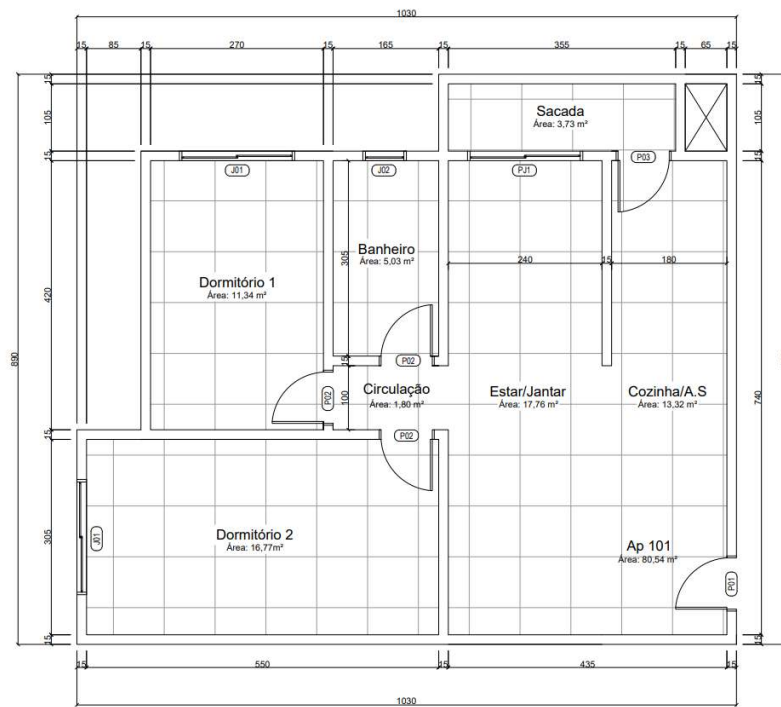 1030
15 85 15 270 15 165 15 355 15 65 15
15
105
15
420
15
305
15
890
15
105
15
740
15
Sacada
Área: 3,73 m²
J01
J02
PJ1
P03
Banheiro
Área: 5,03 m²
305
240 15 180
Dormitório 1
Área: 11,34 m²
15
P02
P02
100
Circulação
Área: 1,80 m²
Estar/Jantar
Área: 17,76 m²
Cozinha/A.S
Área: 13,32 m²
P02
J01
Dormitório 2
Área: 16,77m²
Ap 101
Área: 80,54 m²
P01
15 550 15 435 15
1030